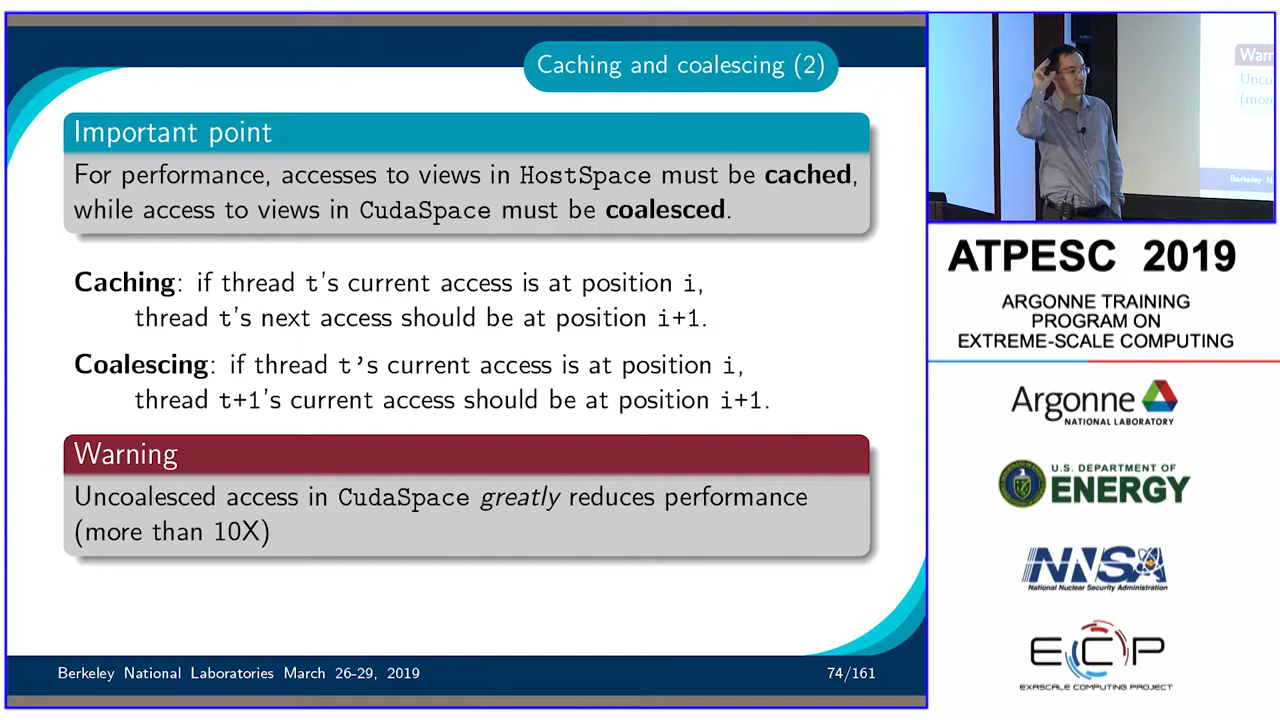 Caching and coalescing (2)
Important point
For performance, accesses to views in HostSpace must be cached,
while access to views in CudaSpace must be coalesced.
Caching: if thread t's current access is at position i,
thread t's next access should be at position i+1.
Coalescing: if thread t's current access is at position i,
thread t+1's current access should be at position i+1.
Warning
Uncoalesced access in CudaSpace greatly reduces performance
(more than 10X)
Berkeley National Laboratories March 26-29, 2019
74/161
Warn
Unco
(more
Berkeley N
ATPESC 2019
ARGONNE TRAINING
PROGRAM ON
EXTREME-SCALE COMPUTING
Argonne
NATIONAL LABORATORY
U.S. DEPARTMENT OF
ENERGY
NNSA
National Nuclear Security Administration
ECP
EXASCALE COMPUTING PROJECT